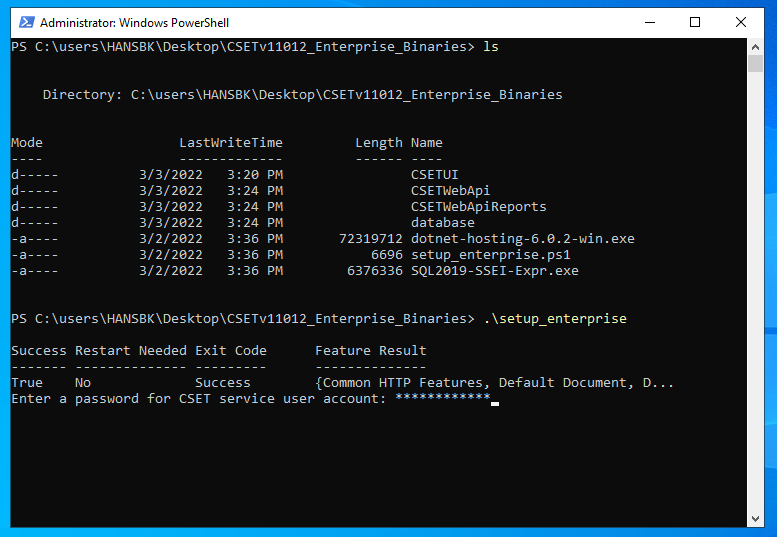 Administrator: Windows PowerShell
PS C:\users\HANSBK\Desktop\CSETv11012_Enterprise_Binaries> ls
    Directory: C:\users\HANSBK\Desktop\CSETv11012_Enterprise_Binaries
Mode                 LastWriteTime         Length Name
----                 -------------         ------ ----
d-----          3/3/2022   3:20 PM                CSETUI
d-----          3/3/2022   3:24 PM                CSETWebApi
d-----          3/3/2022   3:24 PM                CSETWebApiReports
d-----          3/3/2022   3:24 PM                database
-a----          3/2/2022   3:36 PM       72319712 dotnet-hosting-6.0.2-win.exe
-a----          3/2/2022   3:36 PM           6696 setup_enterprise.ps1
-a----          3/2/2022   3:36 PM        6376336 SQL2019-SSEI-Expr.exe
PS C:\users\HANSBK\Desktop\CSETv11012_Enterprise_Binaries> .\setup_enterprise
Success Restart Needed Exit Code      Feature Result
------- -------------- ---------      --------------
True    No             Success        {Common HTTP Features, Default Document, D...
Enter a password for CSET service user account: ************